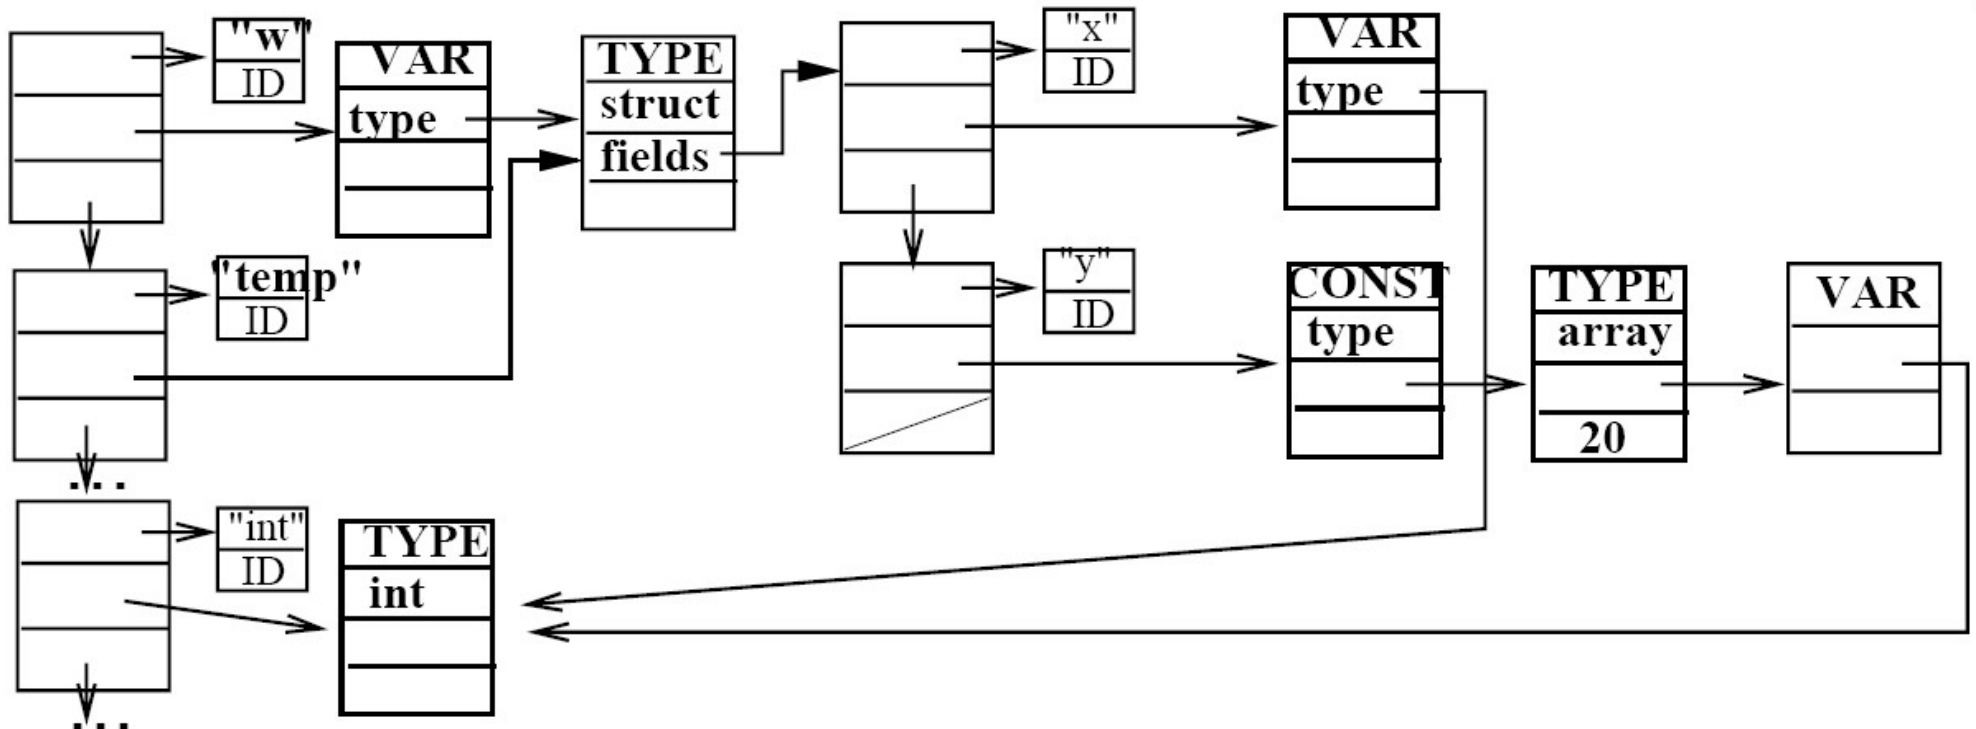 "w"
ID
VAR
type
TYPE
struct
fields
"x"
ID
VAR
type
"temp"
ID
"y"
ID
CONST
type
TYPE
array
20
VAR
...
"int"
ID
TYPE
int
...